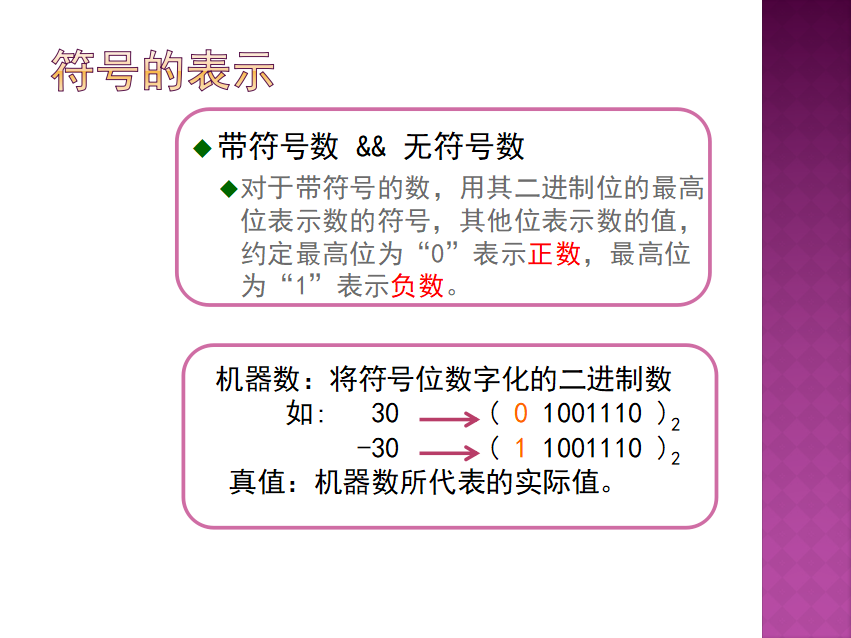 符号的表示
◆带符号数 && 无符号数
◆对于带符号的数，用其二进制位的最高
位表示数的符号，其他位表示数的值，
约定最高位为“0”表示正数，最高位
为“1”表示负数。
机器数：将符号位数字化的二进制数
如: 30 → ( 0 1001110 )₂
-30 → ( 1 1001110 )₂
真值：机器数所代表的实际值。